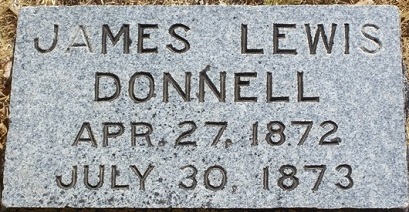 JAMES LEWIS
DONNELL
APR. 27, 1872
JULY 30, 1873